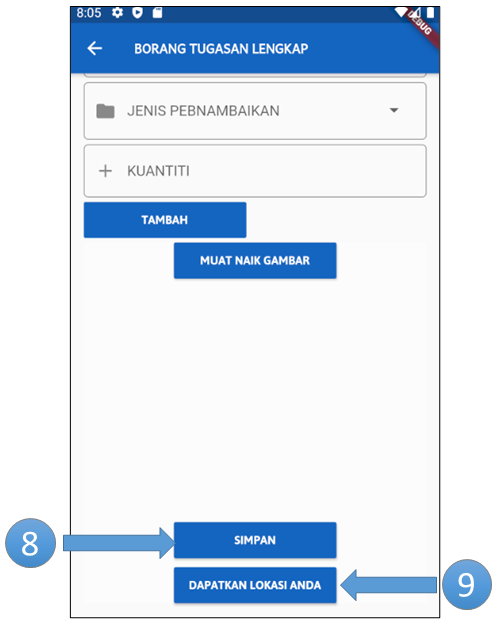 8:05
DEBUG
BORANG TUGASAN LENGKAP
JENIS PEBNAMBAIKAN
KUANTITI
TAMBAH
MUAT NAIK GAMBAR
8
SIMPAN
DAPATKAN LOKASI ANDA
9